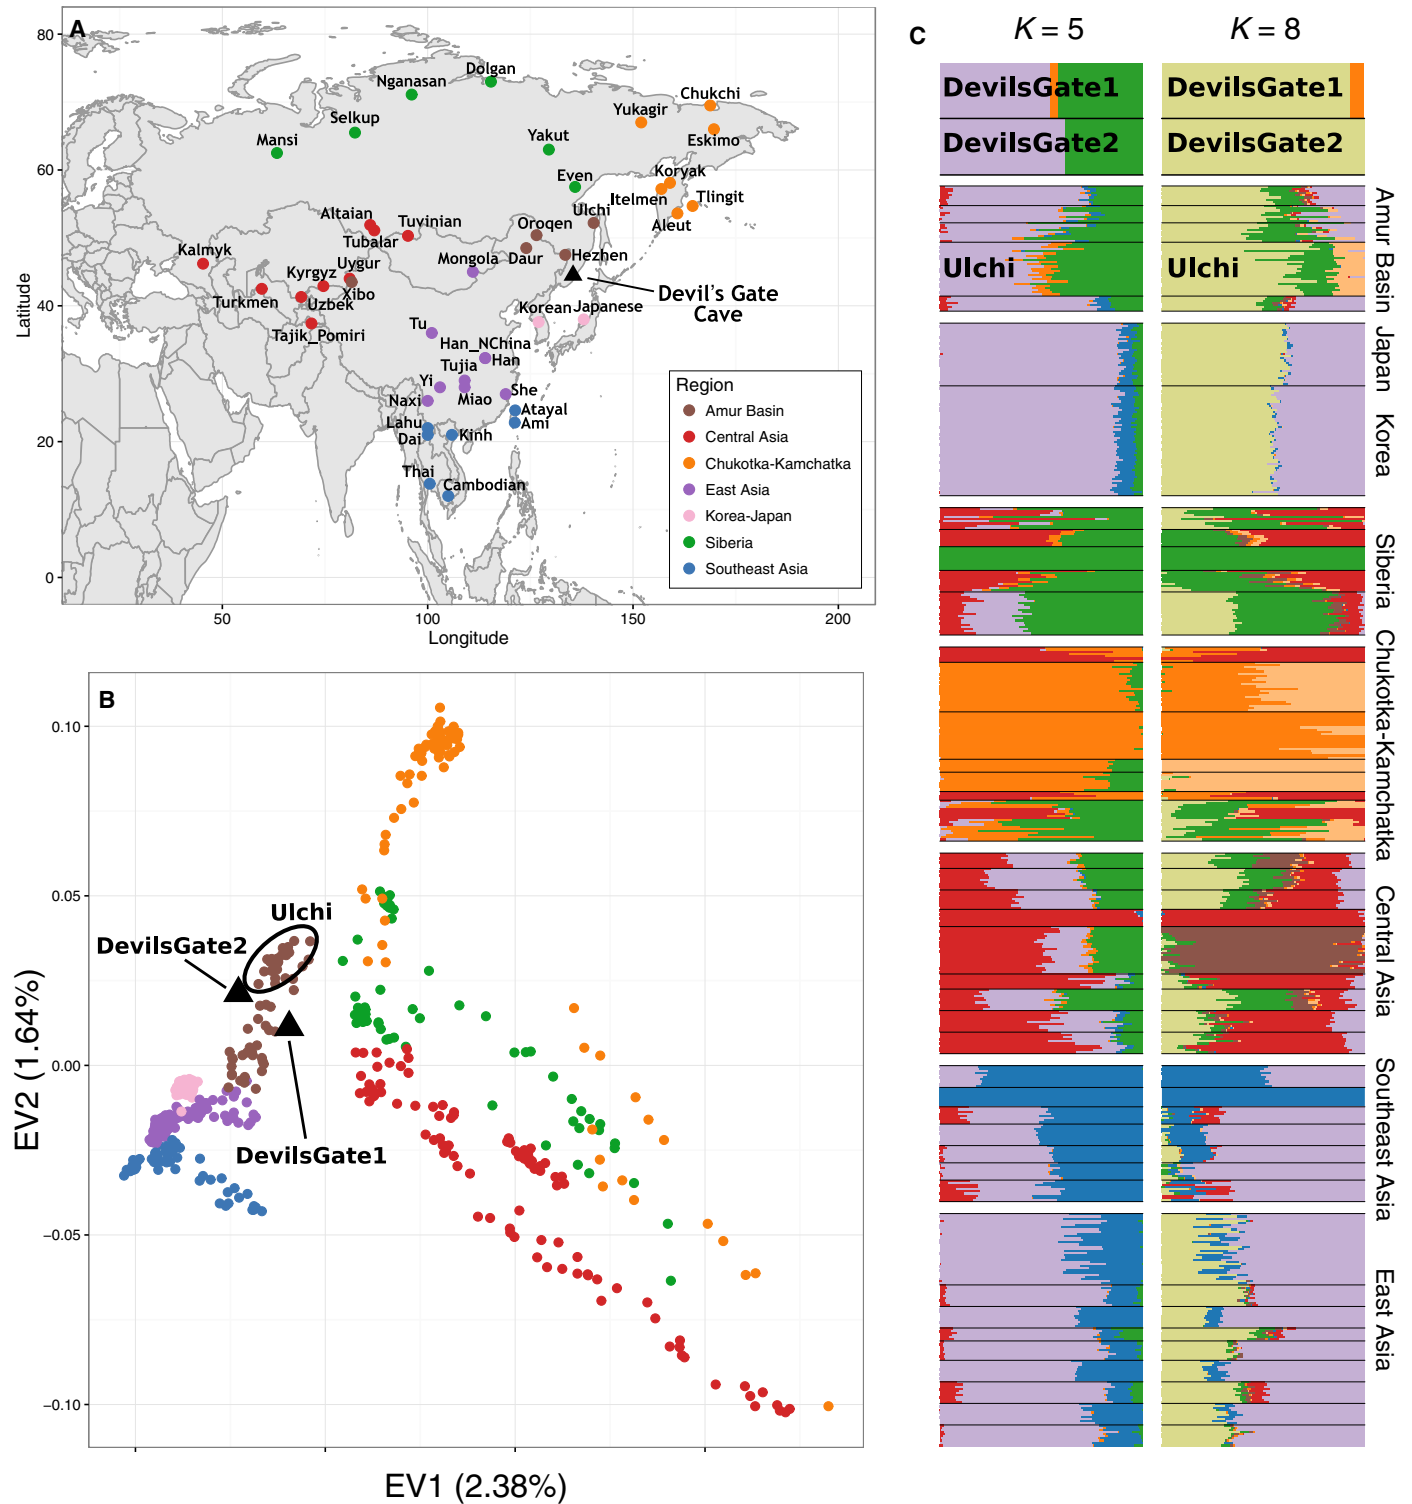 A
80
60
40
20
0
Latitude
50
100
150
200
Longitude
Dolgan
Nganasan
Chukchi
Yukagir
Selkup
Eskimo
Mansi
Yakut
Even
Koryak
Itelmen
Tlingit
Ulchi
Altaian
Tuvinian
Oroqen
Aleut
Tubalar
Kalmyk
Mongola
Daur
Hezhen
Uygur
Kyrgyz
Xibo
Turkmen
Uzbek
Devil's Gate
Cave
Korean
Japanese
Tajik_Pomiri
Tu
Han_NChina
Tujia
Han
Yi
Miao
She
Naxi
Atayal
Lahu
Ami
Dai
Kinh
Thai
Cambodian
Region
Amur Basin
Central Asia
Chukotka-Kamchatka
East Asia
Korea-Japan
Siberia
Southeast Asia
B
0.10
0.05
0.00
−0.05
−0.10
EV2 (1.64%)
EV1 (2.38%)
Ulchi
DevilsGate2
DevilsGate1
C
K = 5
K = 8
DevilsGate1
DevilsGate1
DevilsGate2
DevilsGate2
Ulchi
Ulchi
Amur Basin
Japan
Korea
Siberia
Chukotka-Kamchatka
Central Asia
Southeast Asia
East Asia